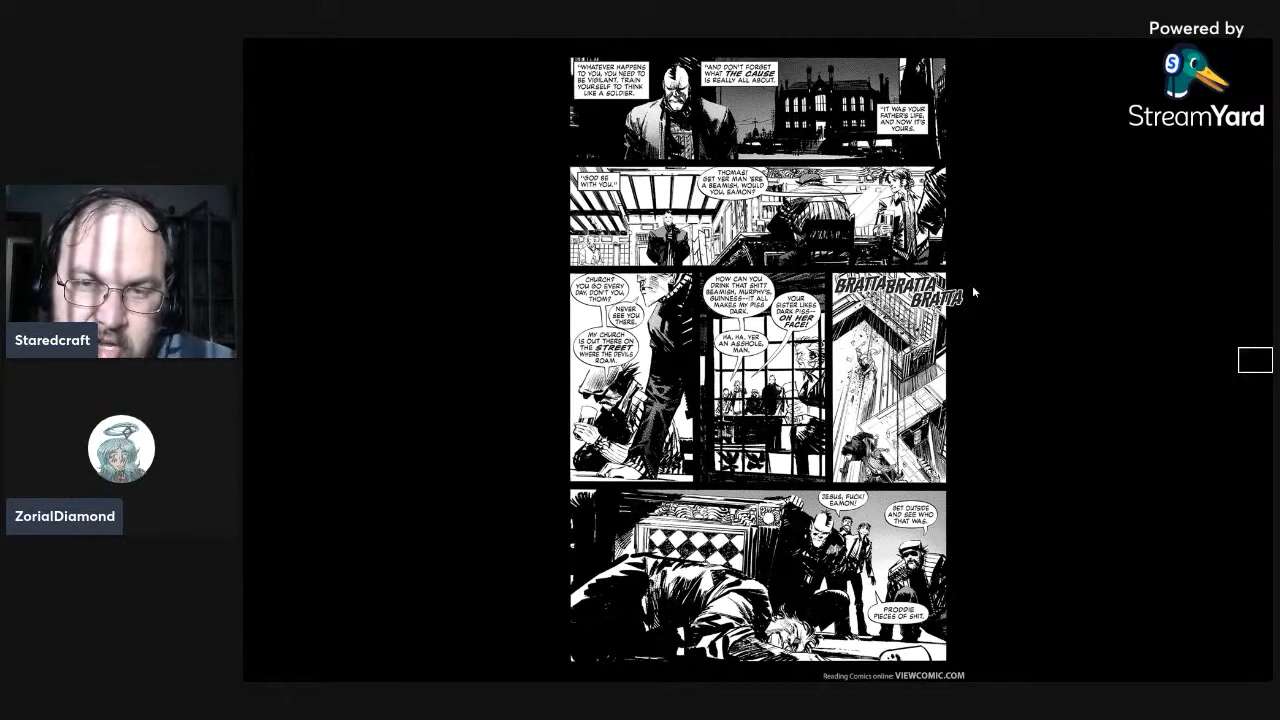 Powered by
StreamYard
Staredcraft
ZorialDiamond
"WHATEVER HAPPENS
TO YOU, YOU NEED TO
BE VIGILANT. TRAIN
YOURSELF TO THINK
LIKE A SOLDIER.
"AND DON'T FORGET
WHAT THE CAUSE
IS REALLY ALL ABOUT.
"IT WAS YOUR
FATHER'S LIFE,
AND NOW IT'S
YOURS.
"GOD BE
WITH YOU."
THOMAS!
GET YER MAN 'ERE
A BEAMISH, WOULD
YOU, EAMON?
CHURCH?
YOU GO EVERY
DAY, DON'T YOU,
THOM?
NEVER
SEE YOU
THERE.
MY CHURCH
IS OUT THERE ON
THE STREET
WHERE THE DEVILS
ROAM.
HOW CAN YOU
DRINK THAT SHIT?
BEAMISH, MURPHY'S,
GUINNESS--IT ALL
MAKES MY PISS
DARK.
YOUR
SISTER LIKES
DARK PISS--
ON HER
FACE!
HA, HA. YER
AN ASSHOLE,
MAN.
BRATTABRATTA
BRATTA
JESUS, FUCK!
EAMON!
GET OUTSIDE
AND SEE WHO
THAT WAS.
PRODDIE
PIECES OF SHIT.
Reading Comics online: VIEWCOMIC.COM